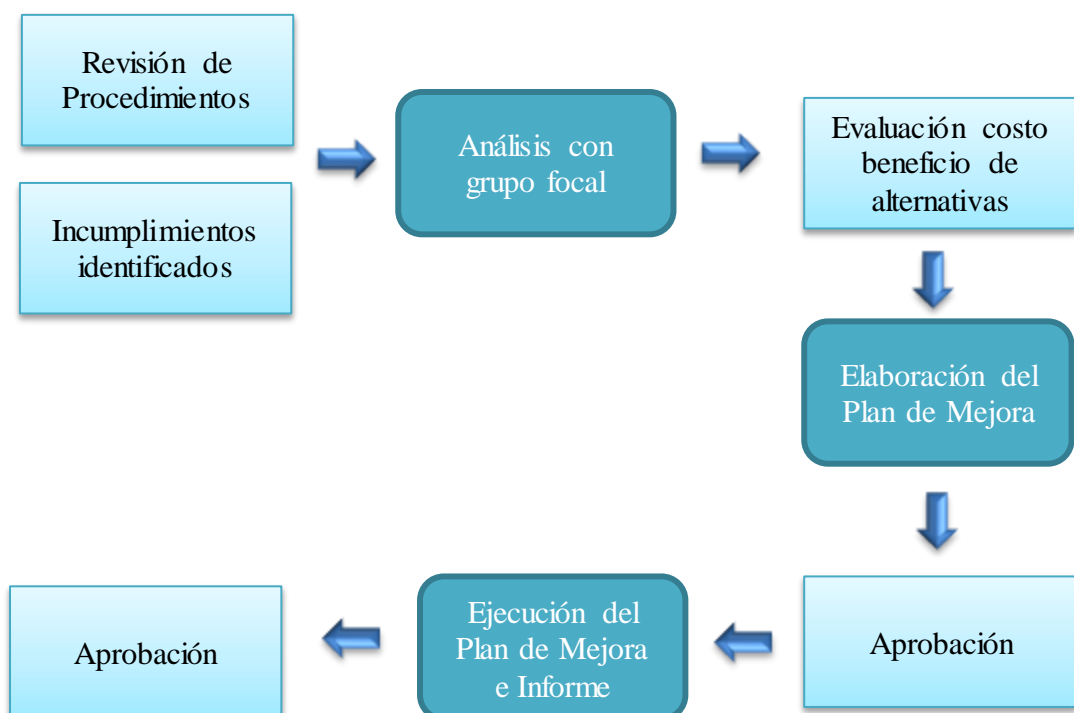 Revisión de
Procedimientos
Incumplimientos
identificados
Análisis con
grupo focal
Evaluación costo
beneficio de
alternativas
Elaboración del
Plan de Mejora
Aprobación
Ejecución del
Plan de Mejora
e Informe
Aprobación